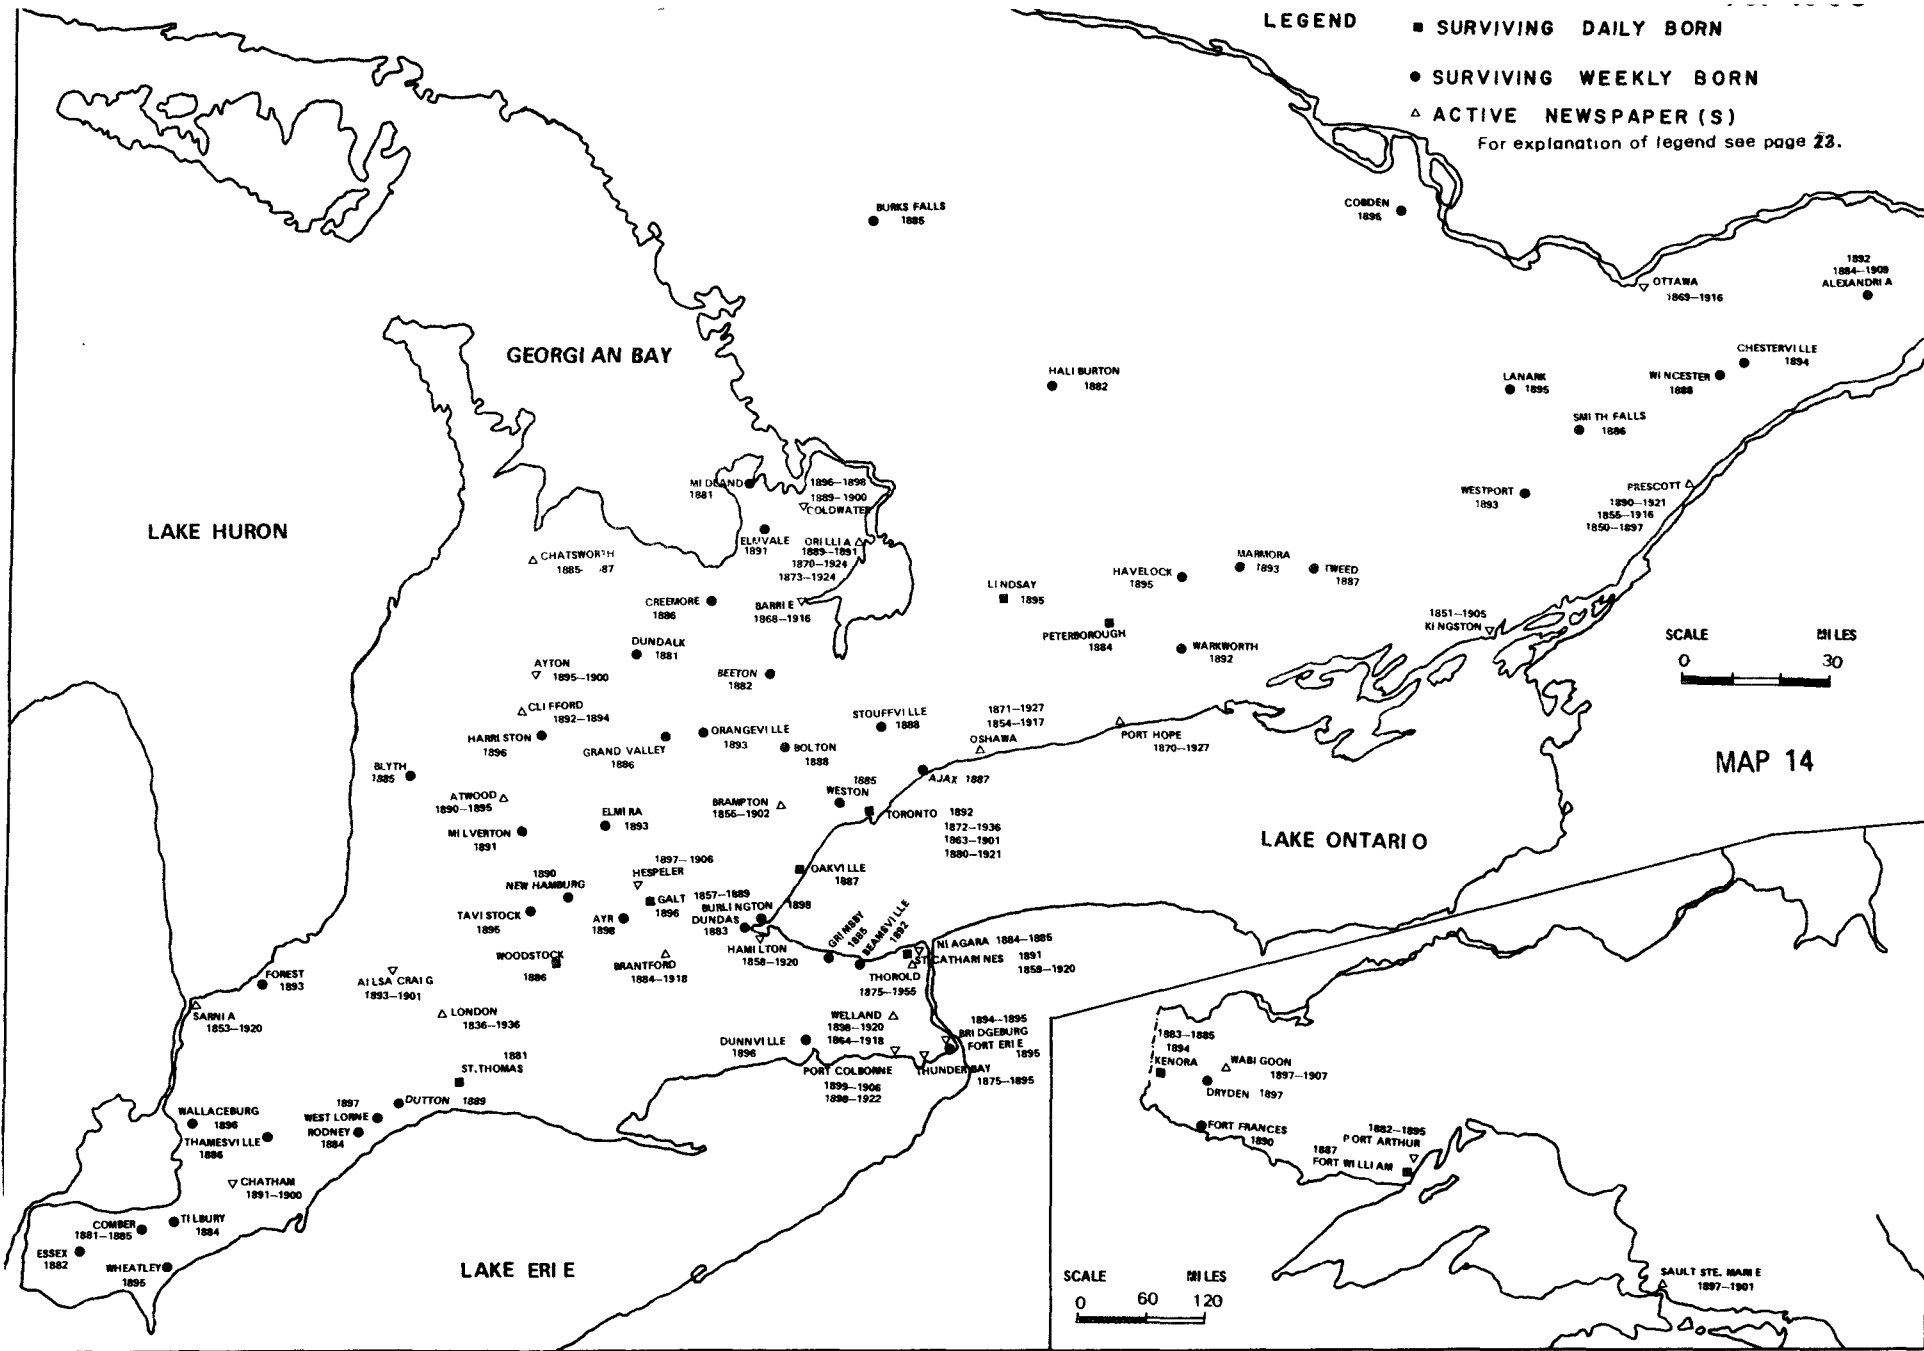 LEGEND
■ SURVIVING DAILY BORN
● SURVIVING WEEKLY BORN
△ ACTIVE NEWSPAPER(S)
For explanation of legend see page 23.
BURKS FALLS
1885
COBDEN
1896
1892
1884-1909
ALEXANDRIA
OTTAWA
1869-1916
GEORGIAN BAY
HALIBURTON
1882
CHESTERVILLE
1894
WINCESTER
1888
LANARK
1895
SMITH FALLS
1886
WESTPORT
1893
PRESCOTT
1890-1921
1855-1916
1850-1897
MIDLAND
1881
1896-1898
1889-1900
COLDWATER
LAKE HURON
ELMVALE
1891
ORILLIA
1889-1891
1870-1924
1873-1924
CHATSWORTH
1885- 87
CREEMORE
1886
BARRIE
1868-1916
LINDSAY
1895
HAVELOCK
1895
MARMORA
1893
TWEED
1887
PETERBOROUGH
1884
WARKWORTH
1892
1851-1905
KINGSTON
SCALE MILES
0 30
DUNDALK
1881
AYTON
1895-1900
BEETON
1882
CLIFFORD
1892-1894
HARRISTON
1896
GRAND VALLEY
1886
ORANGEVILLE
1893
BOLTON
1888
STOUFFVILLE
1888
1871-1927
1854-1917
OSHAWA
PORT HOPE
1870-1927
MAP 14
BLYTH
1885
AJAX 1887
ATWOOD
1890-1895
BRAMPTON
1855-1902
1885
WESTON
ELMIRA
1893
MILVERTON
1891
TORONTO 1892
1872-1936
1863-1901
1880-1921
LAKE ONTARIO
1897-1906
HESPELER
OAKVILLE
1887
1890
NEW HAMBURG
GALT 1857-1889
1896
BURLINGTON 1898
TAVISTOCK
1895
AYR
1898
DUNDAS
1883
HAMILTON
1858-1920
GRIMSBY
1885
BEAMSVILLE
1892
NIAGARA 1884-1885
ST.CATHARINES 1891
1859-1920
THOROLD
1875-1955
WOODSTOCK
1886
BRANTFORD
1884-1918
FOREST
1893
AILSA CRAIG
1893-1901
SARNIA
1853-1920
LONDON
1836-1936
WELLAND
1898-1920
1864-1918
1894-1895
BRIDGEBURG
FORT ERIE
1895
DUNNVILLE
1896
PORT COLBORNE
1899-1906
1898-1922
THUNDER BAY
1875-1895
1881
ST.THOMAS
DUTTON 1889
1897
WEST LORNE
RODNEY
1884
WALLACEBURG
1896
THAMESVILLE
1886
CHATHAM
1891-1900
COMBER
1881-1885
TILBURY
1884
ESSEX
1882
WHEATLEY
1895
LAKE ERIE
1883-1885
1894
KENORA
WABIGOON
1897-1907
DRYDEN 1897
FORT FRANCES
1890
1882-1895
PORT ARTHUR
1887
FORT WILLIAM
SCALE MILES
0 60 120
SAULT STE. MARIE
1897-1901